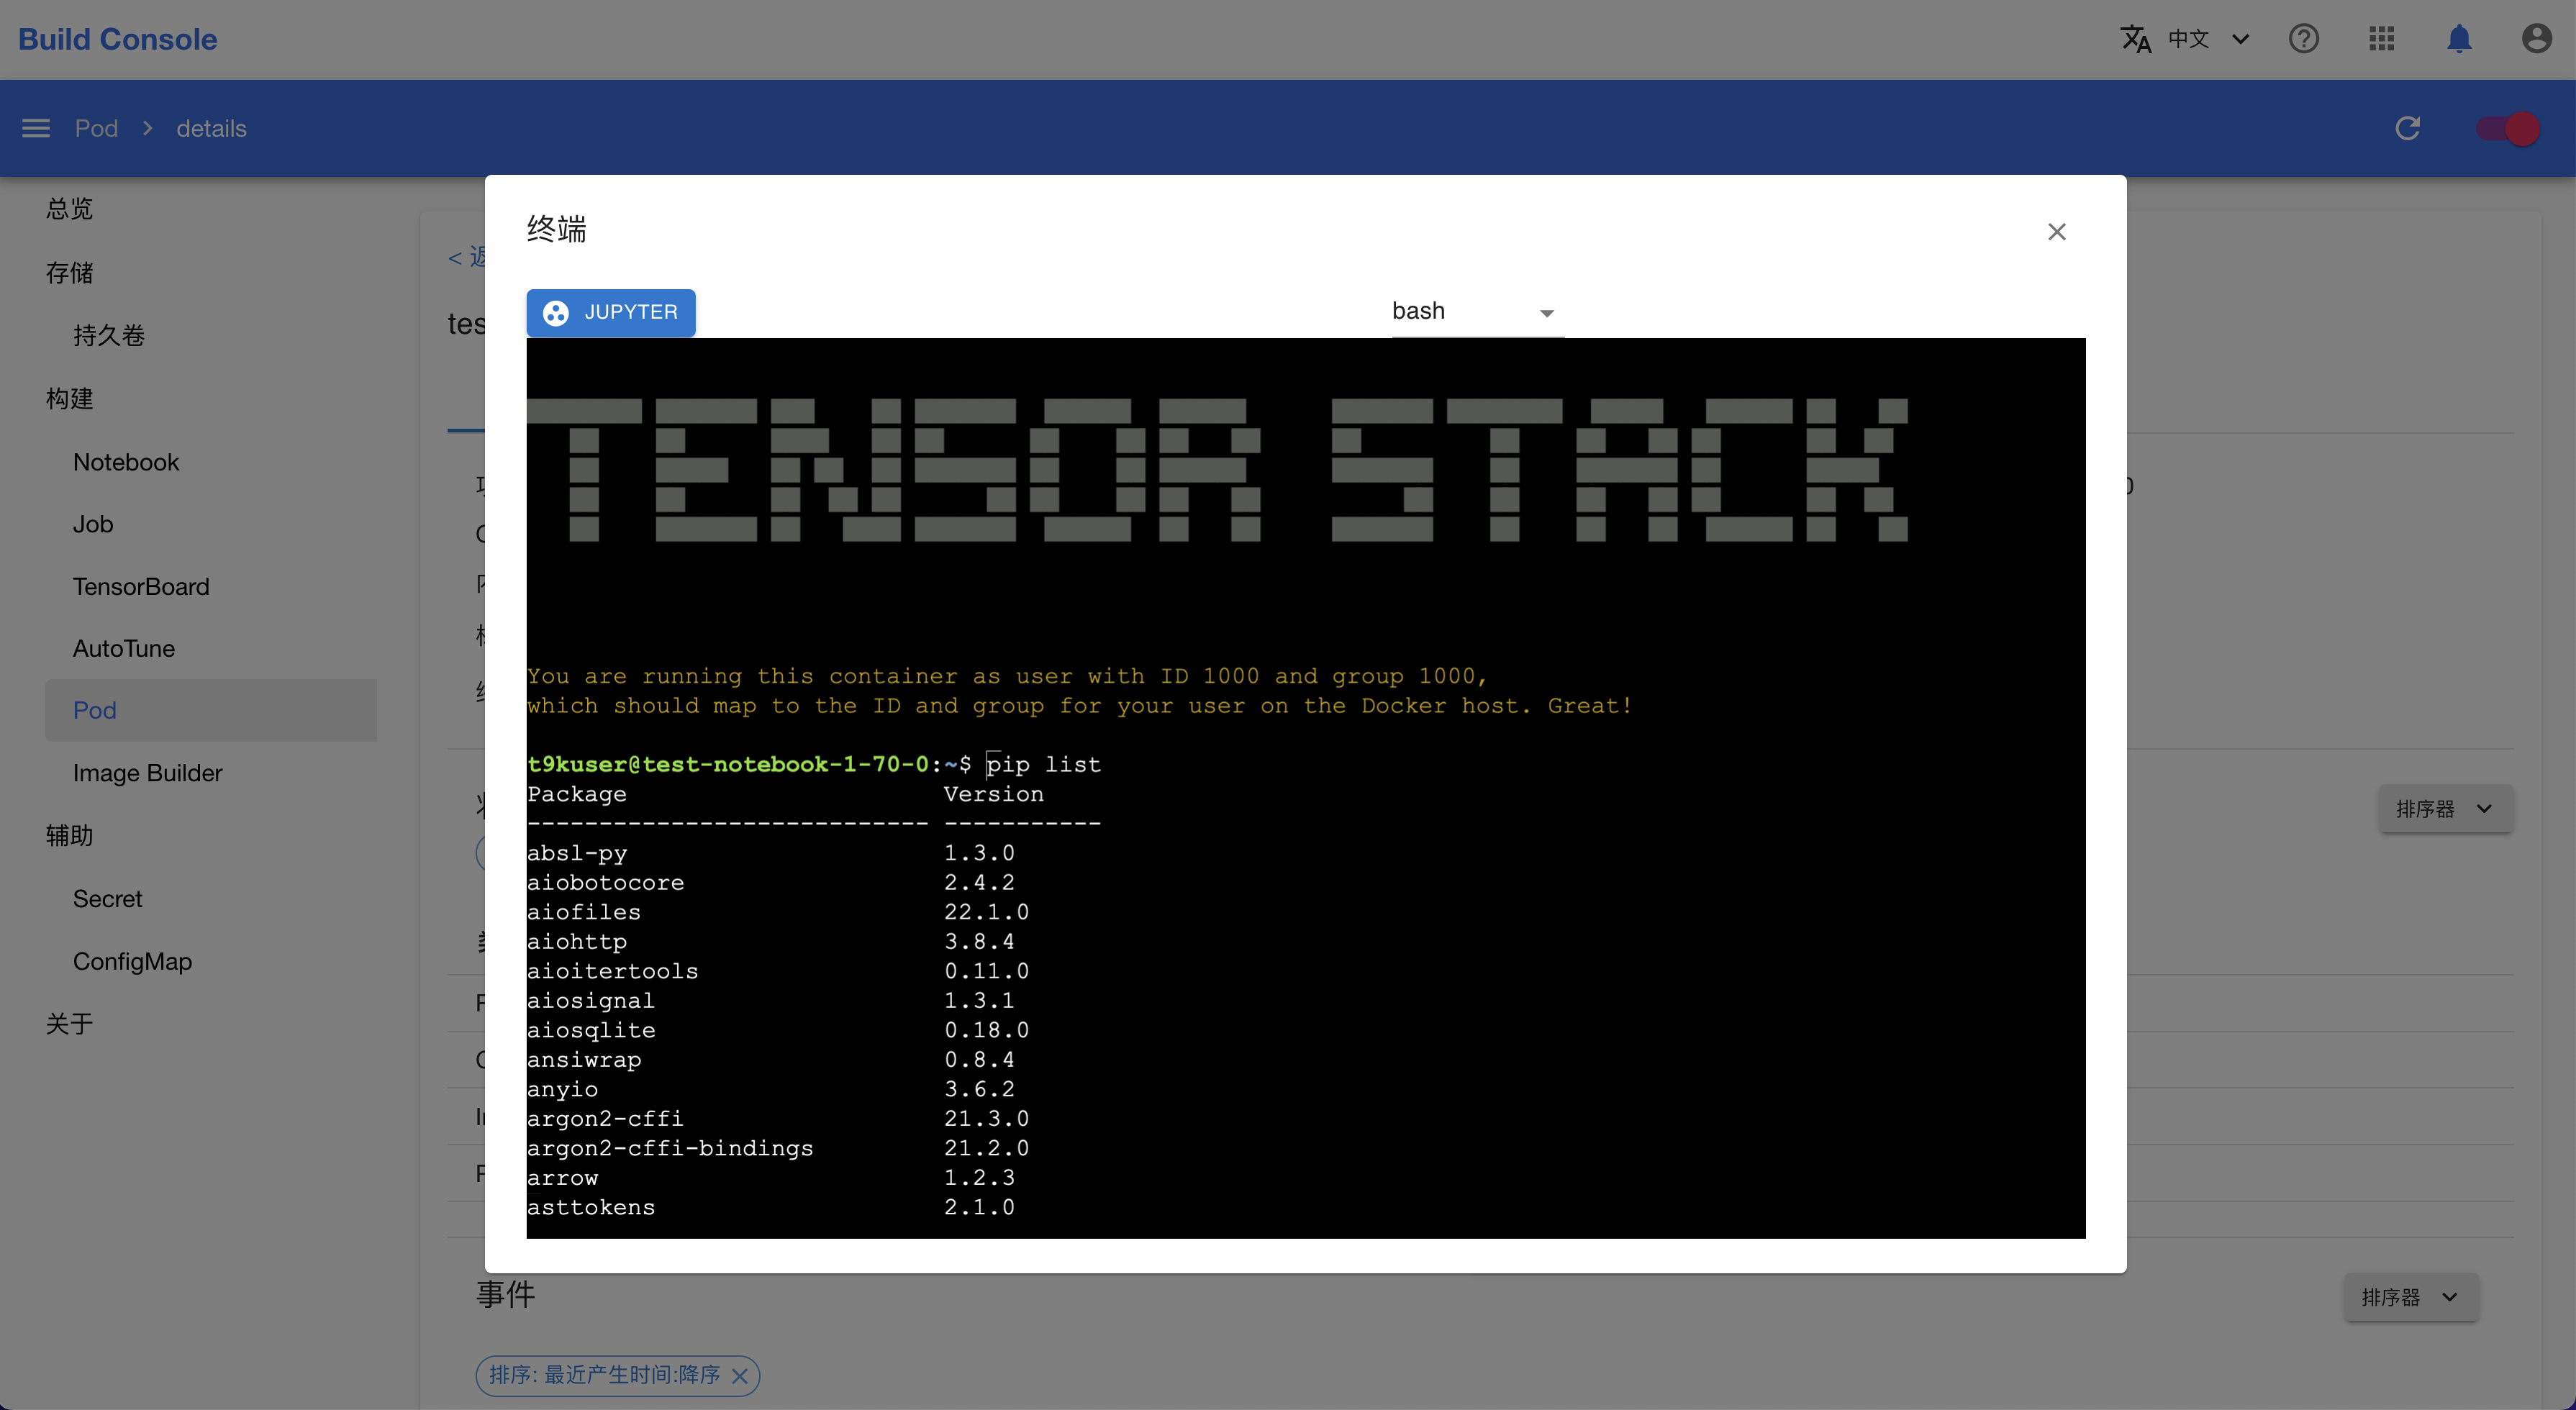 Build Console
中文
Pod > details
总览
存储
持久卷
构建
Notebook
Job
TensorBoard
AutoTune
Pod
Image Builder
辅助
Secret
ConfigMap
关于
< 返
tes
终端
JUPYTER
bash
TENSOR STACK
You are running this container as user with ID 1000 and group 1000,
which should map to the ID and group for your user on the Docker host. Great!
t9kuser@test-notebook-1-70-0:~$ pip list
Package Version
---------------------------- -----------
absl-py 1.3.0
aiobotocore 2.4.2
aiofiles 22.1.0
aiohttp 3.8.4
aioitertools 0.11.0
aiosignal 1.3.1
aiosqlite 0.18.0
ansiwrap 0.8.4
anyio 3.6.2
argon2-cffi 21.3.0
argon2-cffi-bindings 21.2.0
arrow 1.2.3
asttokens 2.1.0
排序器
事件
排序器
排序: 最近产生时间:降序